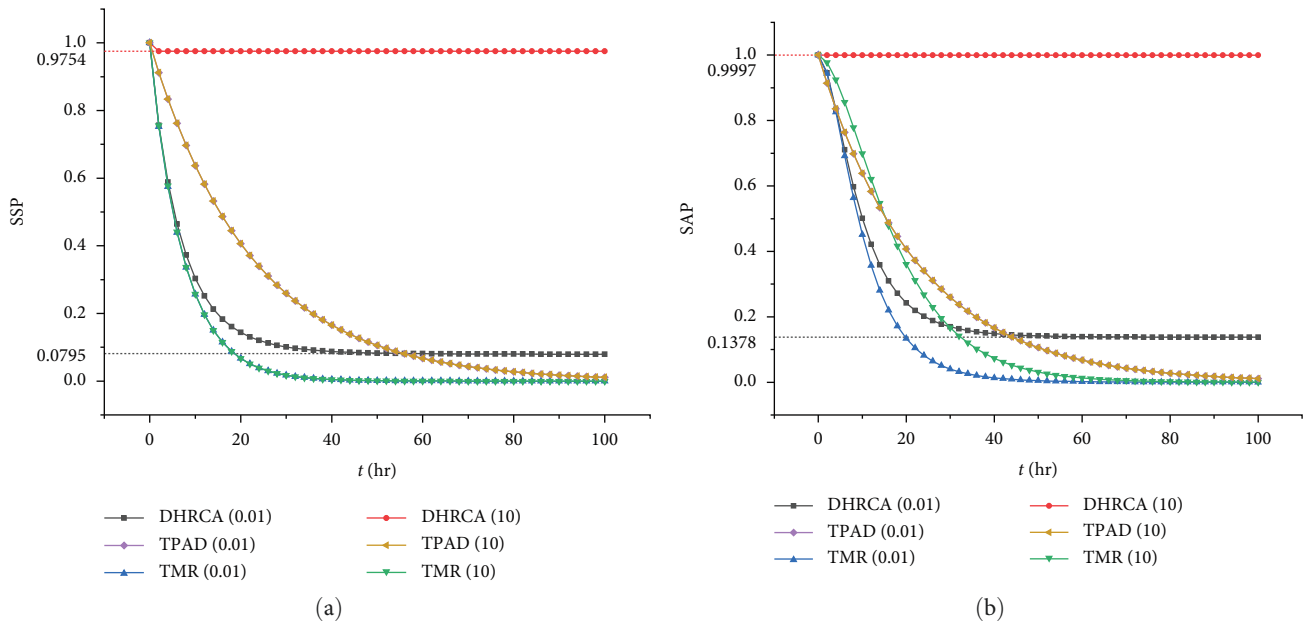 1.0
0.9754
0.8
0.6
0.4
0.2
0.0795
0.0
SSP
0 20 40 60 80 100
t (hr)
DHRCA (0.01) DHRCA (10)
TPAD (0.01) TPAD (10)
TMR (0.01) TMR (10)
(a)
1.0
0.9997
0.8
0.6
0.4
0.2
0.1378
0.0
SAP
0 20 40 60 80 100
t (hr)
DHRCA (0.01) DHRCA (10)
TPAD (0.01) TPAD (10)
TMR (0.01) TMR (10)
(b)